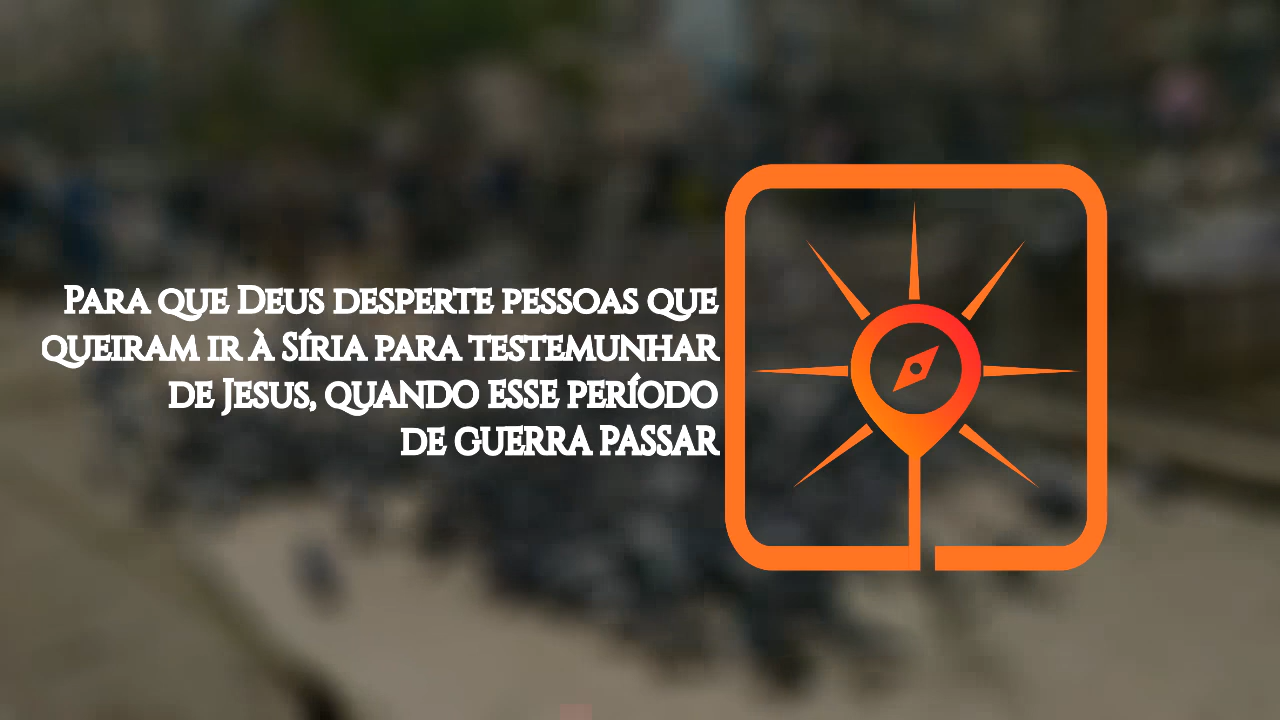 Para que Deus desperte pessoas que
queiram ir à Síria para testemunhar
de Jesus, quando esse período
de guerra passar